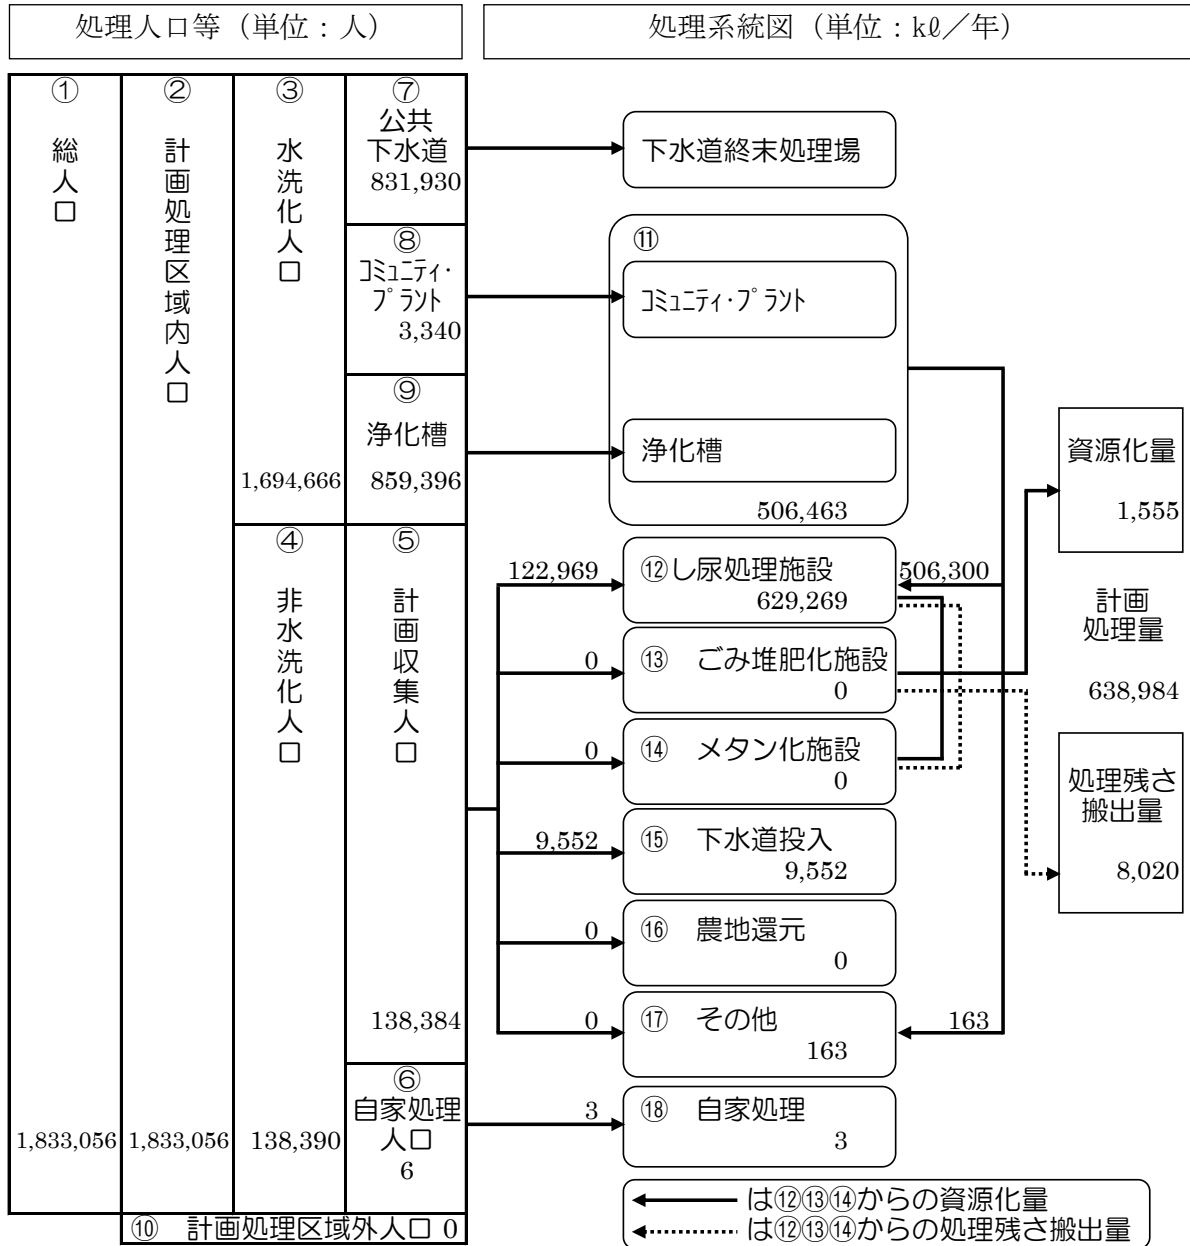 処理人口等（単位：人）
処理系統図（単位：kℓ／年）
①
総人口
1,833,056
②
計画処理区域内人口
1,833,056
③
水洗化人口
1,694,666
④
非水洗化人口
138,390
⑦
公共
下水道
831,930
⑧
コミュニティ・
プラント
3,340
⑨
浄化槽
859,396
⑤
計画収集人口
138,384
⑥
自家処理
人口
6
⑩ 計画処理区域外人口 0
下水道終末処理場
⑪
コミュニティ・プラント
浄化槽
506,463
122,969
⑫し尿処理施設
629,269
506,300
0
⑬ ごみ堆肥化施設
0
0
⑭ メタン化施設
0
9,552
⑮ 下水道投入
9,552
0
⑯ 農地還元
0
0
⑰ その他
163
163
3
⑱ 自家処理
3
資源化量
1,555
計画
処理量
638,984
処理残さ
搬出量
8,020
は⑫⑬⑭からの資源化量
は⑫⑬⑭からの処理残さ搬出量